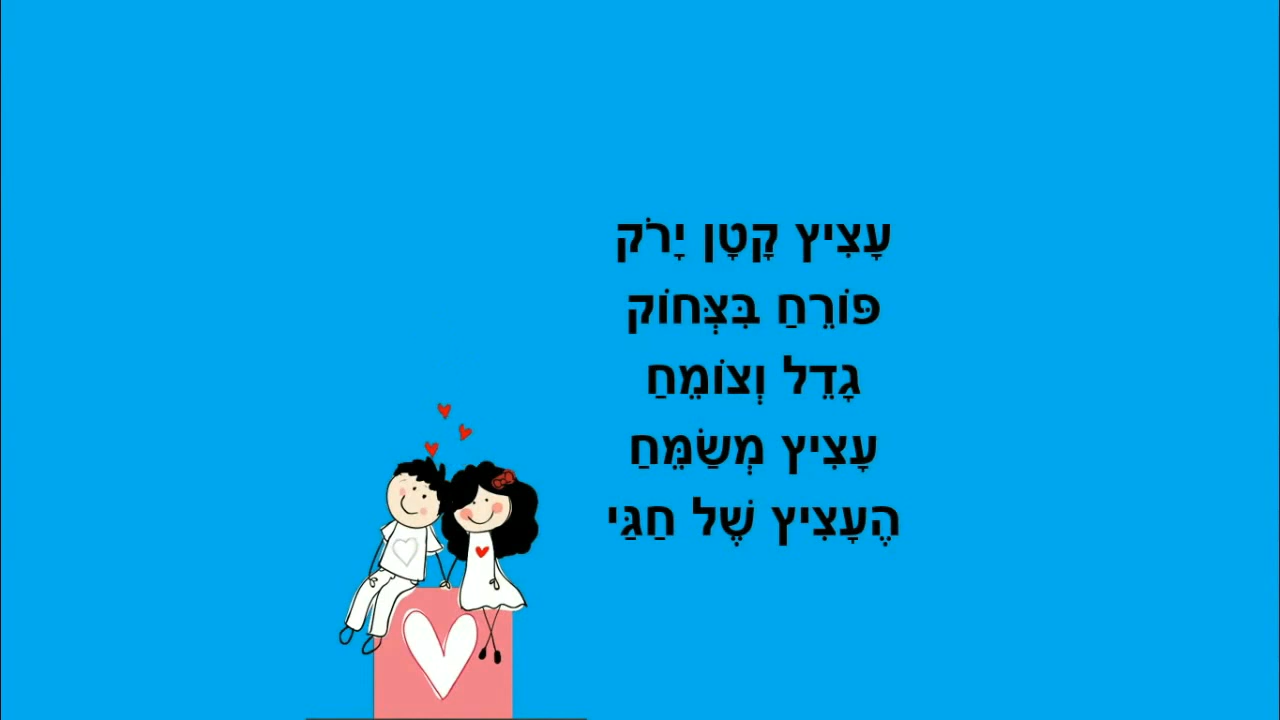 עָצִיץ קָטָן יָרֹק
פּוֹרֵחַ בִּצְּחוֹק
גָדֵל וְצוֹמֵחַ
עָצִיץ מְשַׂמֵּחַ
הֶעָצִיץ שֶׁל חַגַּי